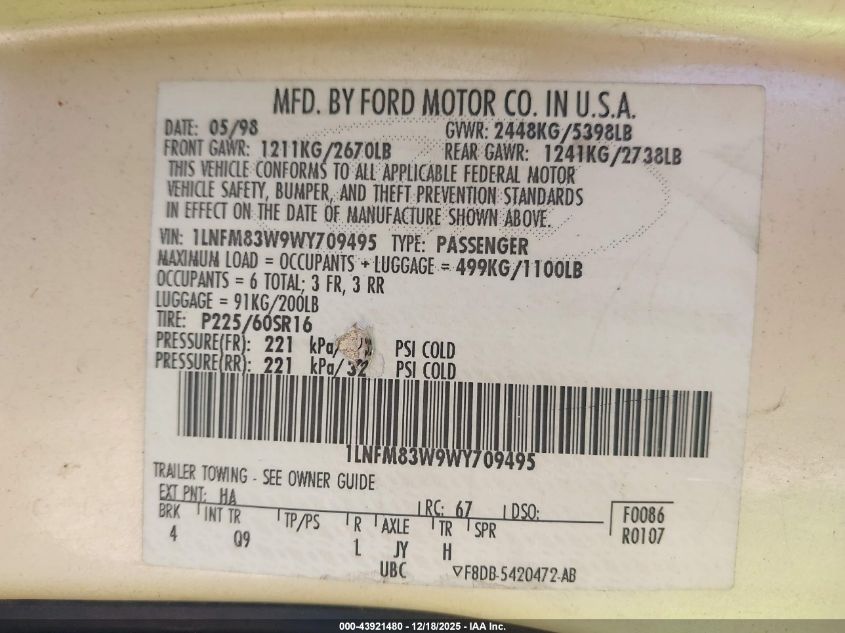 MFD. BY FORD MOTOR CO. IN U.S.A.
DATE: 05/98 GVWR: 2448KG/5398LB
FRONT GAWR: 1211KG/2670LB REAR GAWR: 1241KG/2738LB
THIS VEHICLE CONFORMS TO ALL APPLICABLE FEDERAL MOTOR
VEHICLE SAFETY, BUMPER, AND THEFT PREVENTION STANDARDS
IN EFFECT ON THE DATE OF MANUFACTURE SHOWN ABOVE.
VIN: 1LNFM83W9WY709495 TYPE: PASSENGER
MAXIMUM LOAD = OCCUPANTS + LUGGAGE = 499KG/1100LB
OCCUPANTS = 6 TOTAL; 3 FR, 3 RR
LUGGAGE = 91KG/200LB
TIRE: P225/60SR16
PRESSURE(FR): 221 kPa/ PSI COLD
PRESSURE(RR): 221 kPa/32 PSI COLD
1LNFM83W9WY709495
TRAILER TOWING - SEE OWNER GUIDE
EXT PNT: HA RC: 67 DSO: F0086
BRK INT TR TP/PS R AXLE TR SPR R0107
4 Q9 L JY H
UBC ▽F8DB-5420472-AB
000-43921480 - 12/18/2025 - IAA Inc.